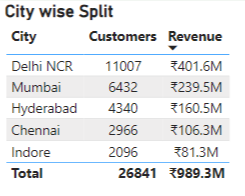 City wise Split
City Customers Revenue
Delhi NCR 11007 ₹401.6M
Mumbai 6432 ₹239.5M
Hyderabad 4340 ₹160.5M
Chennai 2966 ₹106.3M
Indore 2096 ₹81.3M
Total 26841 ₹989.3M